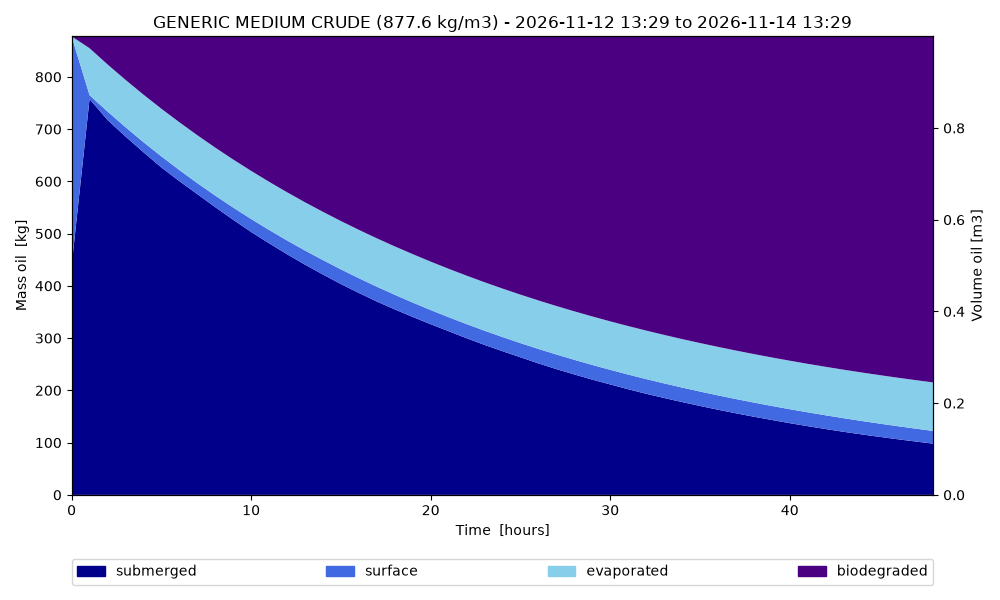 GENERIC MEDIUM CRUDE (877.6 kg/m3) - 2026-11-12 13:29 to 2026-11-14 13:29
Mass oil [kg]
800
700
600
500
400
300
200
100
0
0.8
0.6
0.4
0.2
0.0
Volume oil [m3]
0 10 20 30 40
Time [hours]
submerged surface evaporated biodegraded